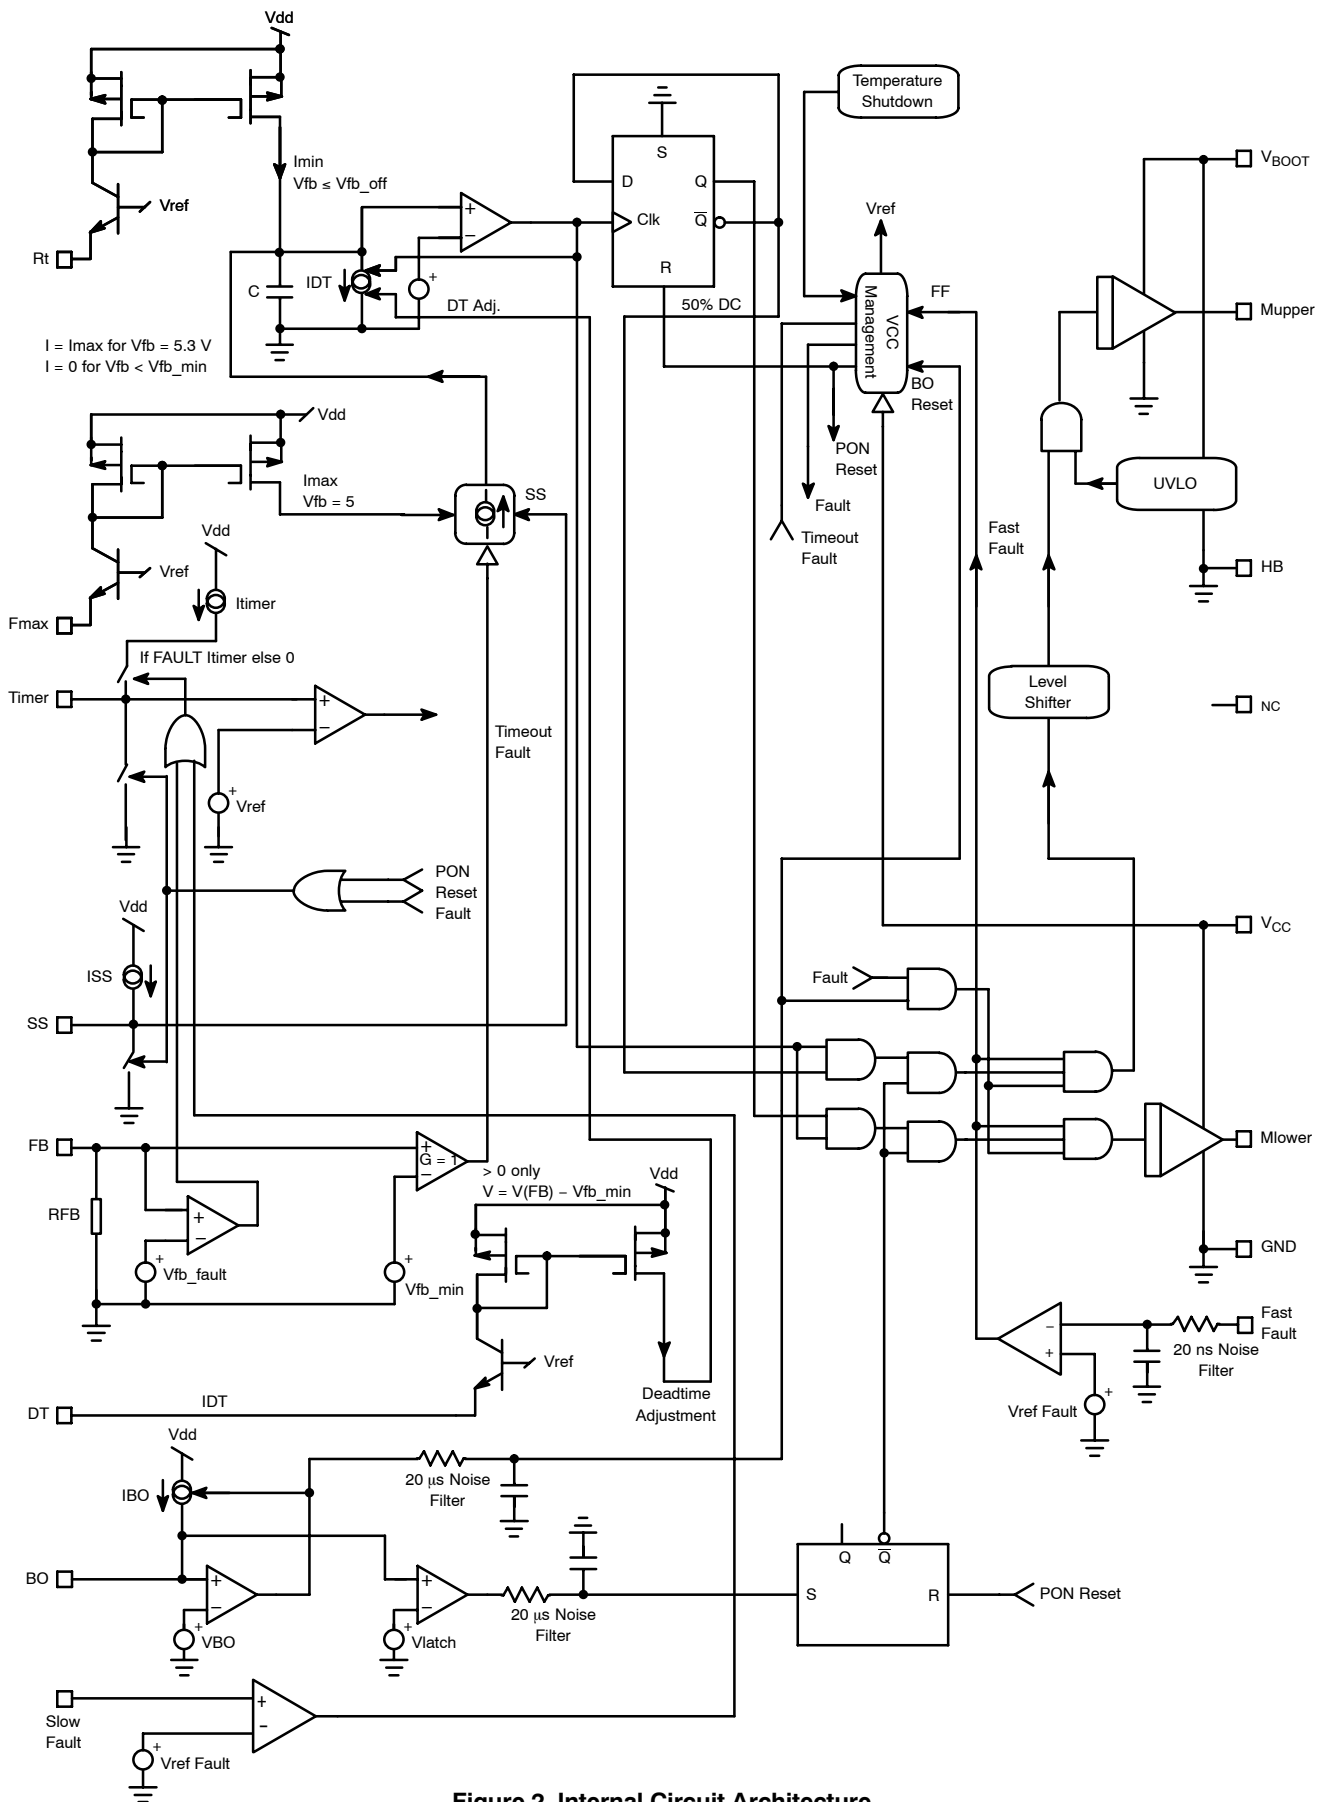 Vdd
Temperature
Shutdown
S
Imin
Vfb ≤ Vfb_off
VBOOT
D
Q
Vref
+
Clk
Q
Vref
−
Rt
R
IDT
+
C
DT Adj.
50% DC
FF
VCC
Management
Mupper
I = Imax for Vfb = 5.3 V
I = 0 for Vfb < Vfb_min
BO
Reset
Vdd
PON
Reset
Imax
Vfb = 5
SS
UVLO
Fault
Vdd
Timeout
Fault
Fast
Fault
Vref
HB
Itimer
Fmax
If FAULT Itimer else 0
Timer
+
−
Level
Shifter
NC
Timeout
Fault
+
Vref
PON
Reset
Fault
Vdd
VCC
ISS
Fault
SS
FB
+
G = 1
−
> 0 only
V = V(FB) − Vfb_min
Vdd
Mlower
RFB
+
−
+
Vfb_fault
+
Vfb_min
GND
Fast
Fault
−
+
20 ns Noise
Filter
Vref
Deadtime
Adjustment
IDT
DT
Vref Fault
+
Vdd
20 μs Noise
Filter
IBO
Q
Q
BO
+
−
+
−
S
R
PON Reset
20 μs Noise
Filter
+
VBO
+
Vlatch
Slow
Fault
+
−
+
Vref Fault
Figure 2. Internal Circuit Architecture